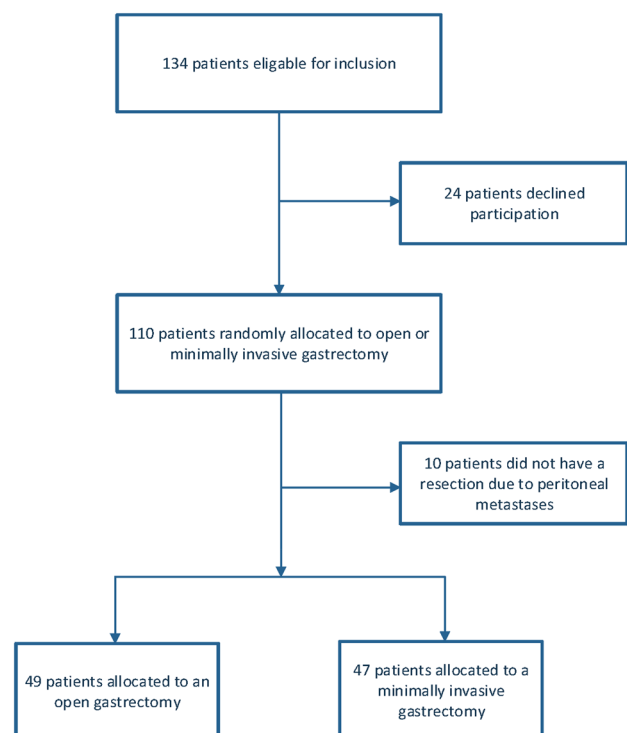 134 patients eligible for inclusion
24 patients declined
participation
110 patients randomly allocated to open or
minimally invasive gastrectomy
10 patients did not have a
resection due to peritoneal
metastases
49 patients allocated to an
open gastrectomy
47 patients allocated to a
minimally invasive
gastrectomy